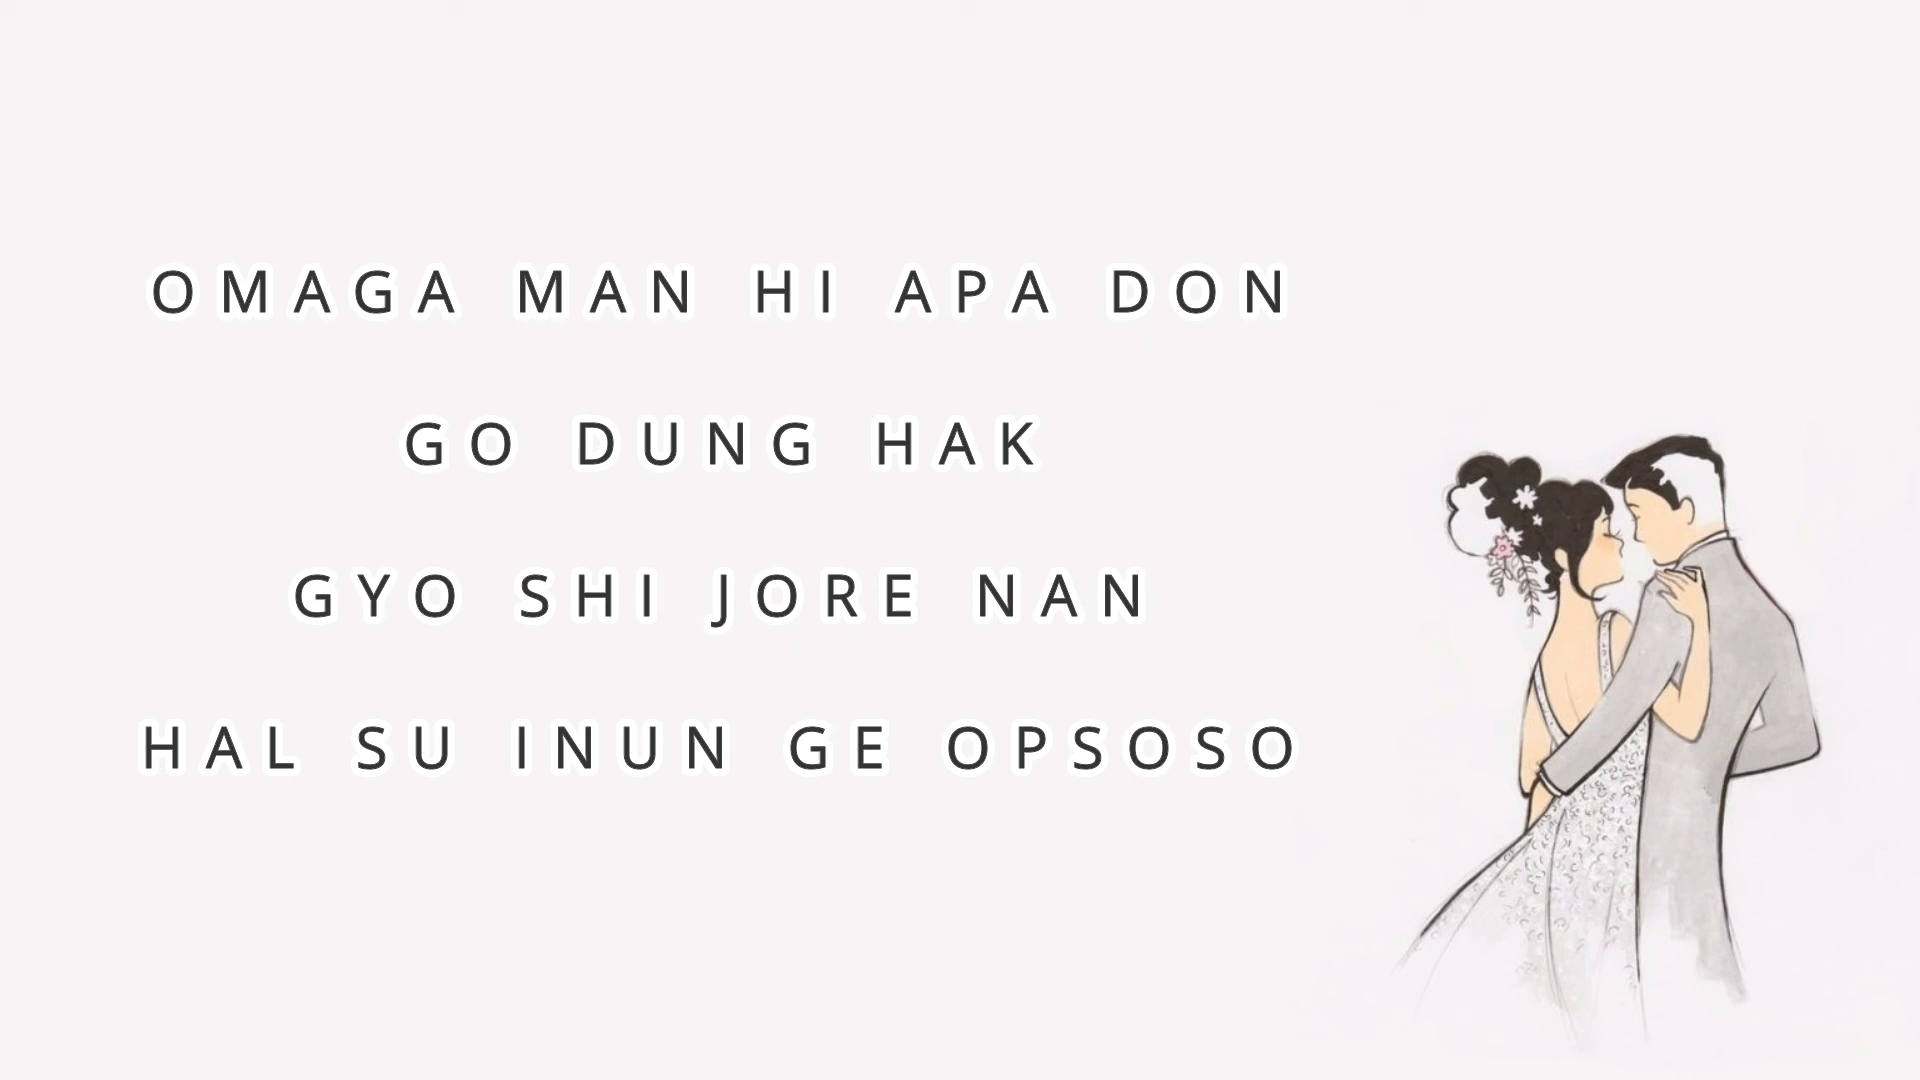 OMAGA MAN HI APA DON
GO DUNG HAK
GYO SHI JORE NAN
HAL SU INUN GE OPSOSO